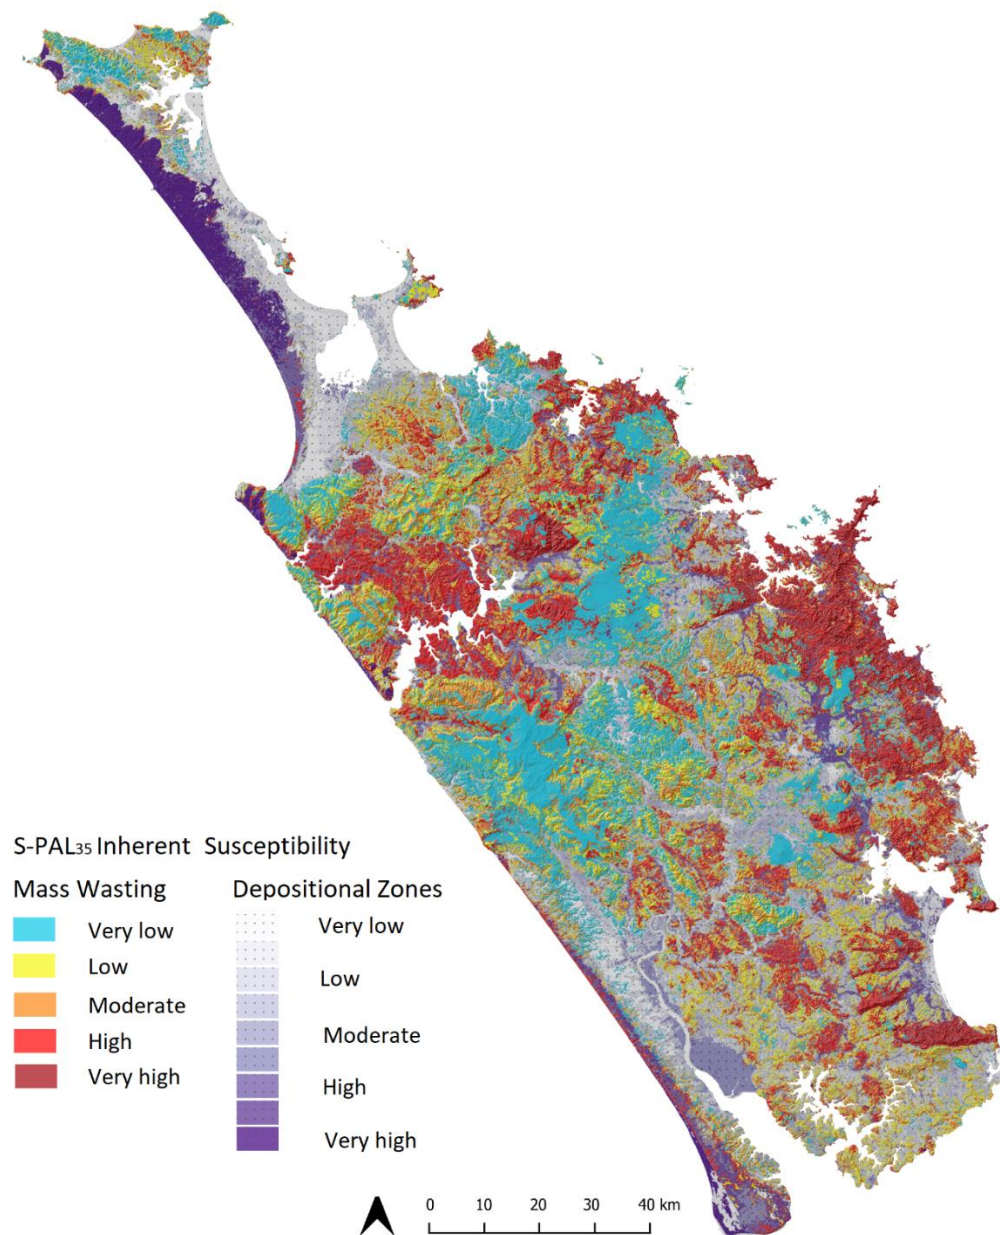 S-PAL35 Inherent Susceptibility
Mass Wasting
Very low
Low
Moderate
High
Very high
Depositional Zones
Very low
Low
Moderate
High
Very high
0 10 20 30 40 km